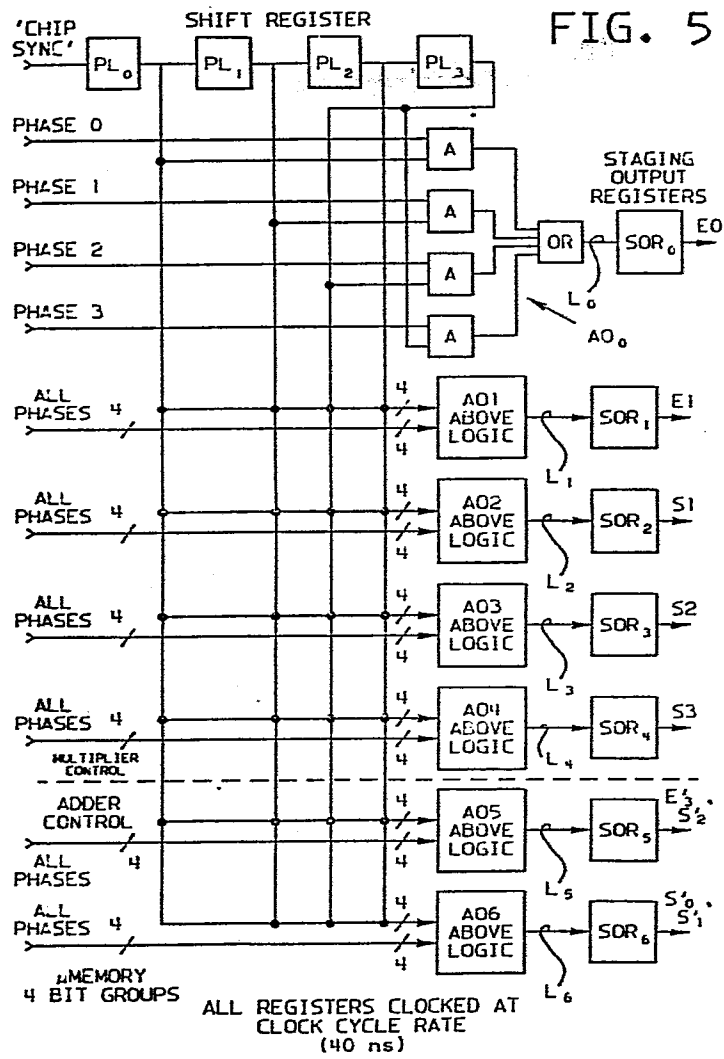 FIG. 5
'CHIP SYNC'
SHIFT REGISTER
PL0
PL1
PL2
PL3
PHASE 0
A
PHASE 1
A
STAGING OUTPUT REGISTERS
OR
SOR0
E0
PHASE 2
A
L0
AO0
PHASE 3
A
ALL PHASES 4
4
4
AO1 ABOVE LOGIC
L1
SOR1
E1
ALL PHASES 4
4
4
AO2 ABOVE LOGIC
L2
SOR2
S1
ALL PHASES 4
4
4
AO3 ABOVE LOGIC
L3
SOR3
S2
ALL PHASES 4
4
4
AO4 ABOVE LOGIC
L4
SOR4
S3
MULTIPLIER CONTROL
ADDER CONTROL
ALL PHASES
4
4
4
AO5 ABOVE LOGIC
L5
SOR5
E'3,
S'2
ALL PHASES 4
4
4
AO6 ABOVE LOGIC
L6
SOR6
S'0,
S'1
μMEMORY
4 BIT GROUPS
ALL REGISTERS CLOCKED AT
CLOCK CYCLE RATE
(40 ns)